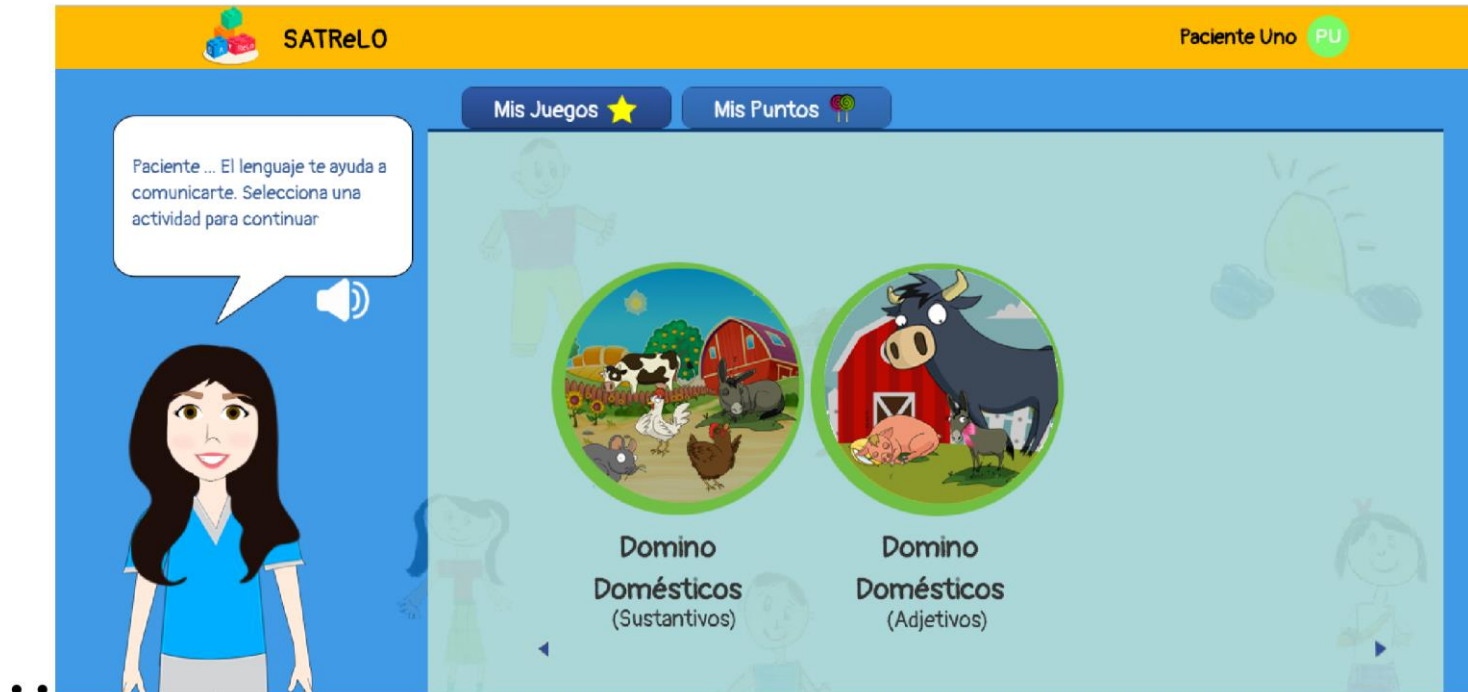 SATReLO
Paciente Uno PU
Mis Juegos
Mis Puntos
Paciente ... El lenguaje te ayuda a
comunicarte. Selecciona una
actividad para continuar
Domino
Domésticos
(Sustantivos)
Domino
Domésticos
(Adjetivos)